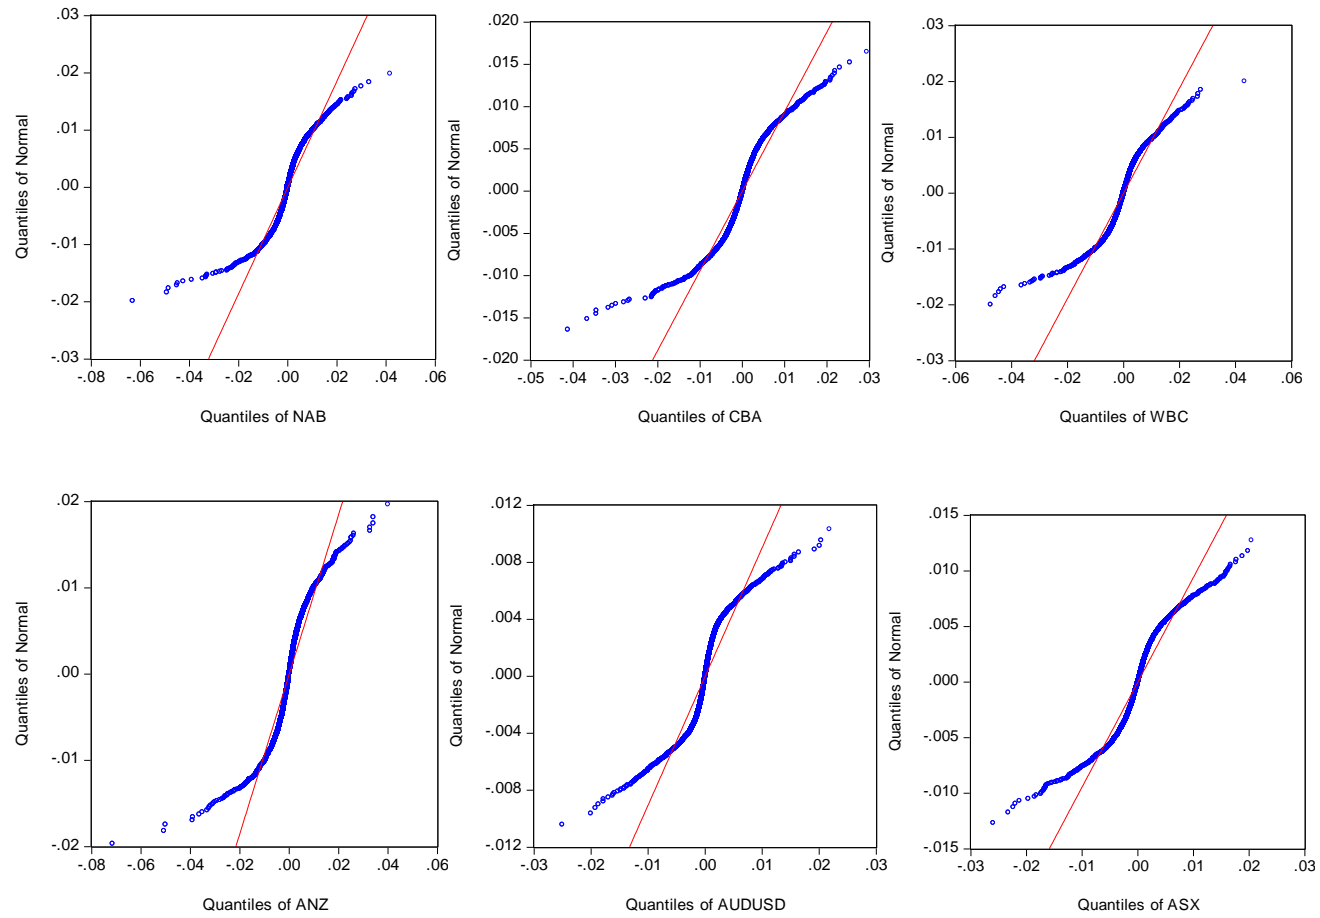 .03
.02
.01
.00
-.01
-.02
-.03
-.08 -.06 -.04 -.02 .00 .02 .04 .06
Quantiles of Normal
Quantiles of NAB
.020
.015
.010
.005
.000
-.005
-.010
-.015
-.020
-.05 -.04 -.03 -.02 -.01 .00 .01 .02 .03
Quantiles of Normal
Quantiles of CBA
.03
.02
.01
.00
-.01
-.02
-.03
-.06 -.04 -.02 .00 .02 .04 .06
Quantiles of Normal
Quantiles of WBC
.02
.01
.00
-.01
-.02
-.08 -.06 -.04 -.02 .00 .02 .04 .06
Quantiles of Normal
Quantiles of ANZ
.012
.008
.004
.000
-.004
-.008
-.012
-.03 -.02 -.01 .00 .01 .02 .03
Quantiles of Normal
Quantiles of AUDUSD
.015
.010
.005
.000
-.005
-.010
-.015
-.03 -.02 -.01 .00 .01 .02 .03
Quantiles of Normal
Quantiles of ASX